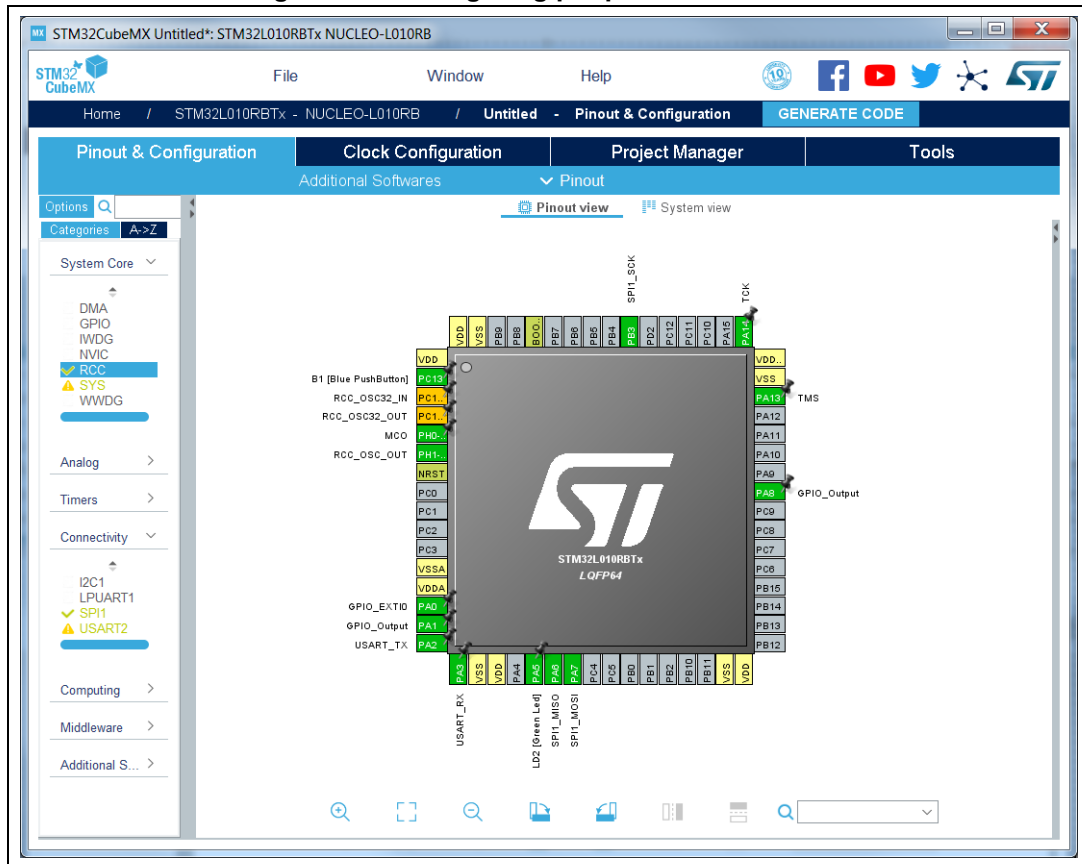 STM32CubeMX Untitled*: STM32L010RBTx NUCLEO-L010RB
STM32 CubeMX
File Window Help
Home / STM32L010RBTx - NUCLEO-L010RB / Untitled - Pinout & Configuration GENERATE CODE
Pinout & Configuration Clock Configuration Project Manager Tools
Additional Softwares Pinout
Options
Pinout view System view
Categories A->Z
System Core
DMA
GPIO
IWDG
NVIC
RCC
SYS
WWDG
Analog
Timers
Connectivity
I2C1
LPUART1
SPI1
USART2
Computing
Middleware
Additional S...
SPI1_SCK
TCK
VDD
VSS
PB9
PB8
BOO..
PB7
PB6
PB5
PB4
PB3
PD2
PC12
PC11
PC10
PA15
PA14
VDD
B1 [Blue PushButton] PC13
RCC_OSC32_IN PC1..
RCC_OSC32_OUT PC1..
MCO PH0-..
RCC_OSC_OUT PH1-..
NRST
PC0
PC1
PC2
PC3
VSSA
VDDA
GPIO_EXTI0 PA0
GPIO_Output PA1
USART_TX PA2
STM32L010RBTx
LQFP64
VDD..
VSS
PA13 TMS
PA12
PA11
PA10
PA9
PA8 GPIO_Output
PC9
PC8
PC7
PC6
PB15
PB14
PB13
PB12
PA3
VSS
VDD
PA4
PA5
PA6
PA7
PC4
PC5
PB0
PB1
PB2
PB10
PB11
VSS
VDD
USART_RX
LD2 [Green Led]
SPI1_MISO
SPI1_MOSI